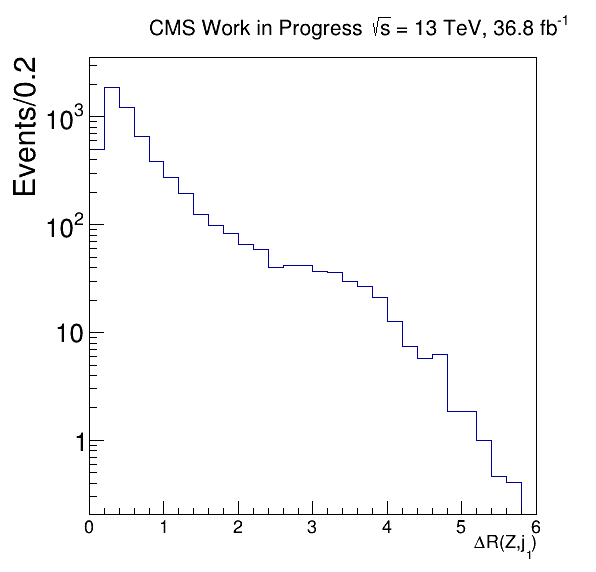 CMS Work in Progress √s = 13 TeV, 36.8 fb⁻¹
Events/0.2
10³
10²
10
1
0 1 2 3 4 5 6
ΔR(Z,j₁)